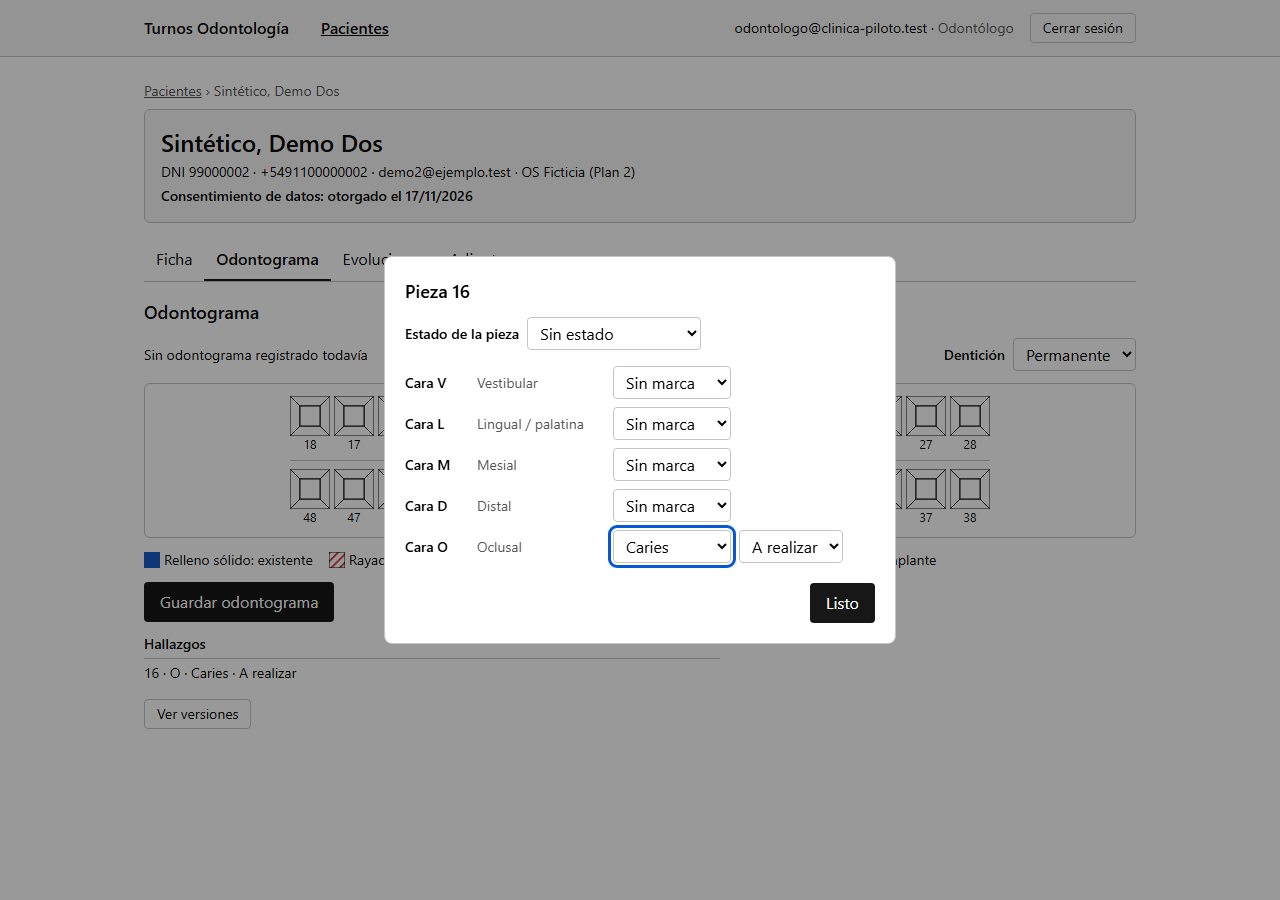 Turnos Odontología Pacientes odontologo@clinica-piloto.test · Odontólogo Cerrar sesión
Pacientes › Sintético, Demo Dos
Sintético, Demo Dos
DNI 99000002 · +5491100000002 · demo2@ejemplo.test · OS Ficticia (Plan 2)
Consentimiento de datos: otorgado el 17/11/2026
Ficha Odontograma
Odontograma
Sin odontograma registrado todavía Dentición Permanente
18 17 27 28
48 47 37 38
Relleno sólido: existente
Guardar odontograma
Hallazgos
16 · O · Caries · A realizar
Ver versiones
Pieza 16
Estado de la pieza Sin estado
Cara V Vestibular Sin marca
Cara L Lingual / palatina Sin marca
Cara M Mesial Sin marca
Cara D Distal Sin marca
Cara O Oclusal Caries A realizar
Listo